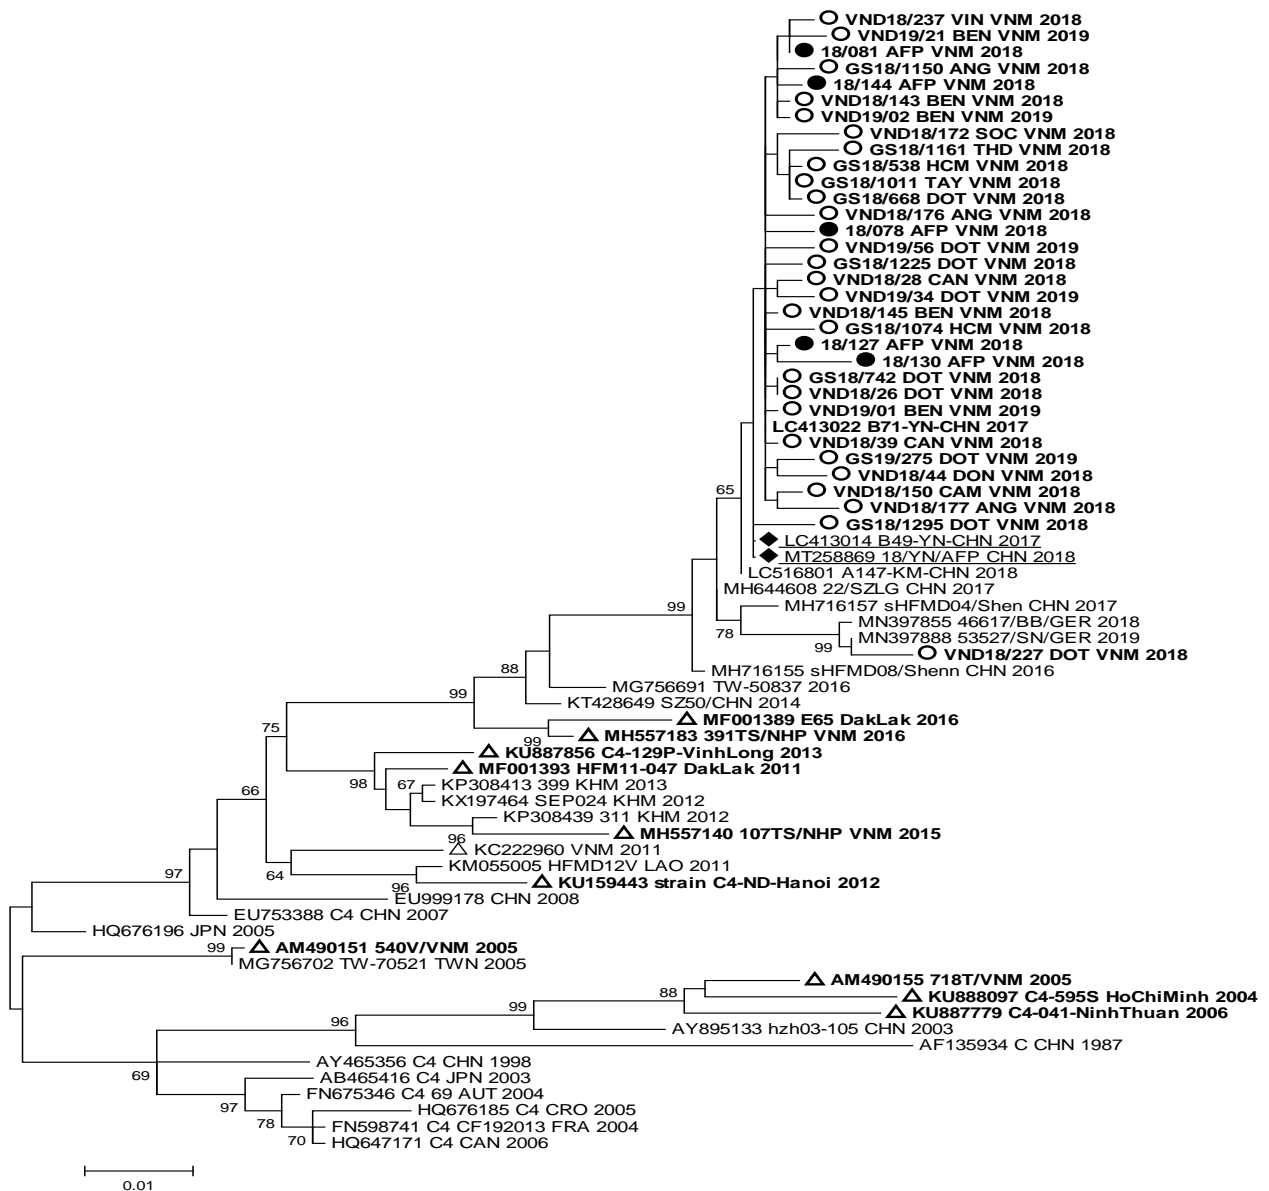 VND18/237 VIN VNM 2018
VND19/21 BEN VNM 2019
18/081 AFP VNM 2018
GS18/1150 ANG VNM 2018
18/144 AFP VNM 2018
VND18/143 BEN VNM 2018
VND19/02 BEN VNM 2019
VND18/172 SOC VNM 2018
GS18/1161 THD VNM 2018
GS18/538 HCM VNM 2018
GS18/1011 TAY VNM 2018
GS18/668 DOT VNM 2018
VND18/176 ANG VNM 2018
18/078 AFP VNM 2018
VND19/56 DOT VNM 2019
GS18/1225 DOT VNM 2018
VND18/28 CAN VNM 2018
VND19/34 DOT VNM 2019
VND18/145 BEN VNM 2018
GS18/1074 HCM VNM 2018
18/127 AFP VNM 2018
18/130 AFP VNM 2018
GS18/742 DOT VNM 2018
VND18/26 DOT VNM 2018
VND19/01 BEN VNM 2019
LC413022 B71-YN-CHN 2017
VND18/39 CAN VNM 2018
GS19/275 DOT VNM 2019
VND18/44 DON VNM 2018
VND18/150 CAM VNM 2018
65
VND18/177 ANG VNM 2018
GS18/1295 DOT VNM 2018
LC413014 B49-YN-CHN 2017
MT258869 18/YN/AFP CHN 2018
LC516801 A147-KM-CHN 2018
MH644608 22/SZLG CHN 2017
99
MH716157 sHFMD04/Shen CHN 2017
MN397855 46617/BB/GER 2018
78
MN397888 53527/SN/GER 2019
99
VND18/227 DOT VNM 2018
88
MH716155 sHFMD08/Shenn CHN 2016
MG756691 TW-50837 2016
99
KT428649 SZ50/CHN 2014
MF001389 E65 DakLak 2016
75
99
MH557183 391TS/NHP VNM 2016
KU887856 C4-129P-VinhLong 2013
MF001393 HFM11-047 DakLak 2011
98
67
KP308413 399 KHM 2013
66
KX197464 SEP024 KHM 2012
KP308439 311 KHM 2012
MH557140 107TS/NHP VNM 2015
96
KC222960 VNM 2011
KM055005 HFMD12V LAO 2011
97
64
96
KU159443 strain C4-ND-Hanoi 2012
EU999178 CHN 2008
EU753388 C4 CHN 2007
HQ676196 JPN 2005
99
AM490151 540V/VNM 2005
MG756702 TW-70521 TWN 2005
AM490155 718T/VNM 2005
88
KU888097 C4-595S HoChiMinh 2004
99
KU887779 C4-041-NinhThuan 2006
96
AY895133 hzh03-105 CHN 2003
AF135934 C CHN 1987
AY465356 C4 CHN 1998
69
AB465416 C4 JPN 2003
FN675346 C4 69 AUT 2004
97
HQ676185 C4 CRO 2005
78
FN598741 C4 CF192013 FRA 2004
70
HQ647171 C4 CAN 2006
0.01